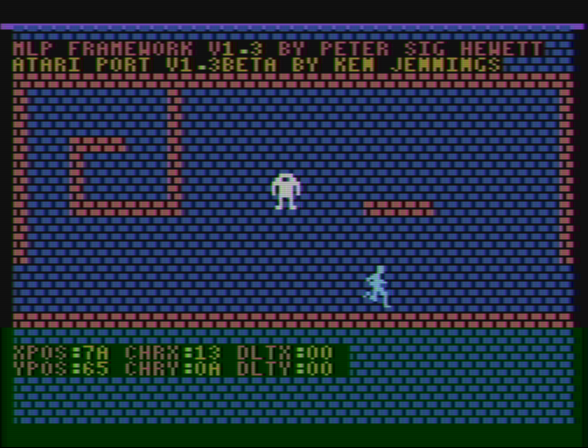 MLP FRAMEWORK V1.3 BY PETER SIG HEWETT
ATARI PORT V1.3BETA BY KEN JENNINGS
XPOS:7A CHRX:13 DLTX:00
YPOS:65 CHRY:0A DLTY:00